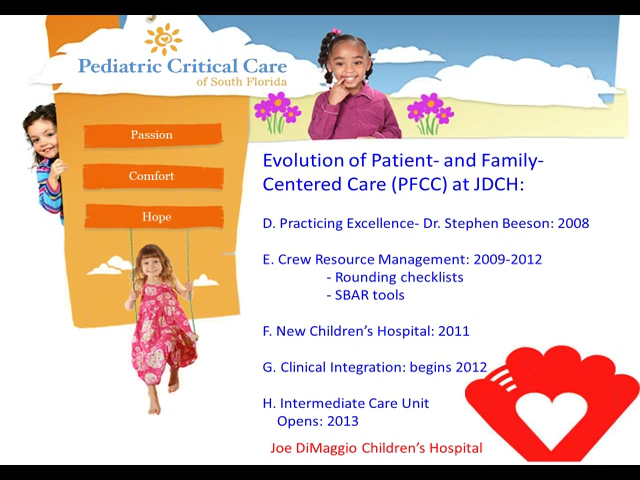 Pediatric Critical Care
of South Florida
Passion
Comfort
Hope
Evolution of Patient- and Family-
Centered Care (PFCC) at JDCH:
D. Practicing Excellence- Dr. Stephen Beeson: 2008
E. Crew Resource Management: 2009-2012
- Rounding checklists
- SBAR tools
F. New Children’s Hospital: 2011
G. Clinical Integration: begins 2012
H. Intermediate Care Unit
Opens: 2013
Joe DiMaggio Children’s Hospital